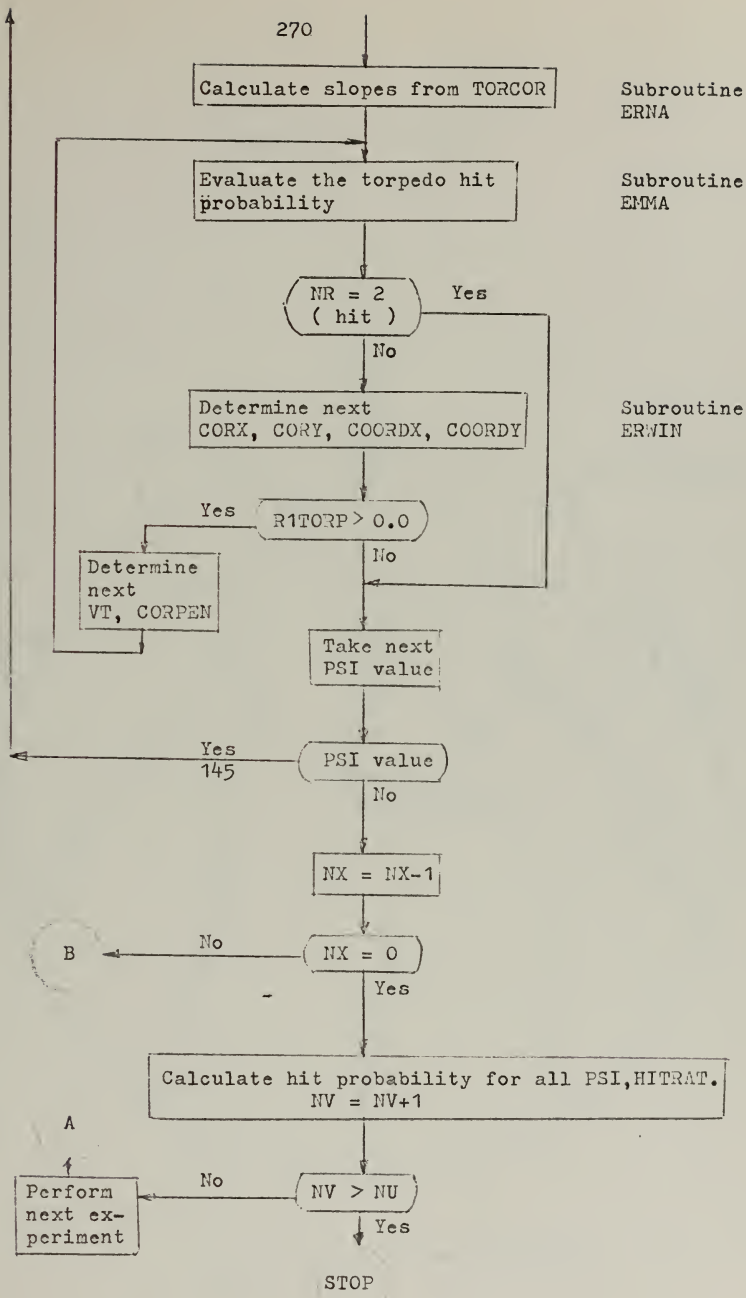 270
Calculate slopes from TORCOR
Subroutine
ERNA
Evaluate the torpedo hit
probability
Subroutine
EMMA
NR = 2
( hit )
Yes
No
Determine next
CORX, CORY, COORDX, COORDY
Subroutine
ERWIN
Yes
R1TORP > 0.0
No
Determine
next
VT, CORPEN
Take next
PSI value
Yes
145
PSI value
No
NX = NX-1
B
No
NX = 0
Yes
Calculate hit probability for all PSI,HITRAT.
NV = NV+1
A
Perform
next ex-
periment
No
NV > NU
Yes
STOP